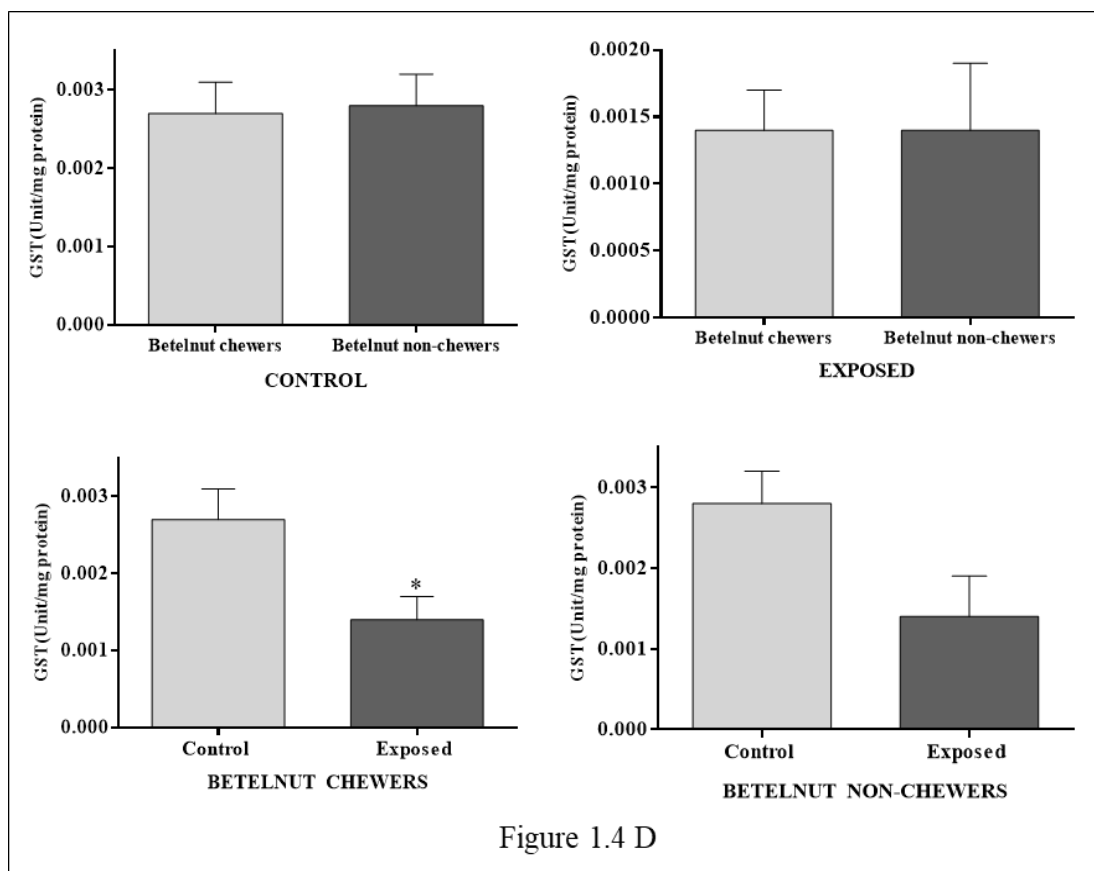 GST(Unit/mg protein)
0.003
0.002
0.001
0.000
Betelnut chewers Betelnut non-chewers
CONTROL
GST(Unit/mg protein)
0.0020
0.0015
0.0010
0.0005
0.0000
Betelnut chewers Betelnut non-chewers
EXPOSED
GST(Unit/mg protein)
0.003
0.002
0.001
0.000
*
Control Exposed
BETELNUT CHEWERS
GST(Unit/mg protein)
0.003
0.002
0.001
0.000
Control Exposed
BETELNUT NON-CHEWERS
Figure 1.4 D